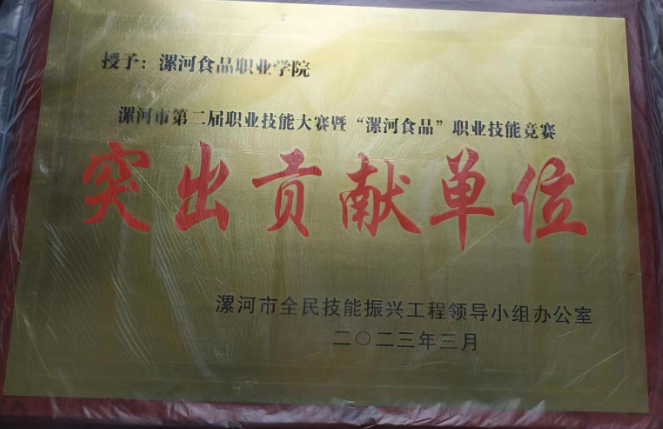 授予：漯河食品职业学院
漯河市第二届职业技能大赛暨“漯河食品”职业技能竞赛
突出贡献单位
漯河市全民技能振兴工程领导小组办公室
二〇二三年三月